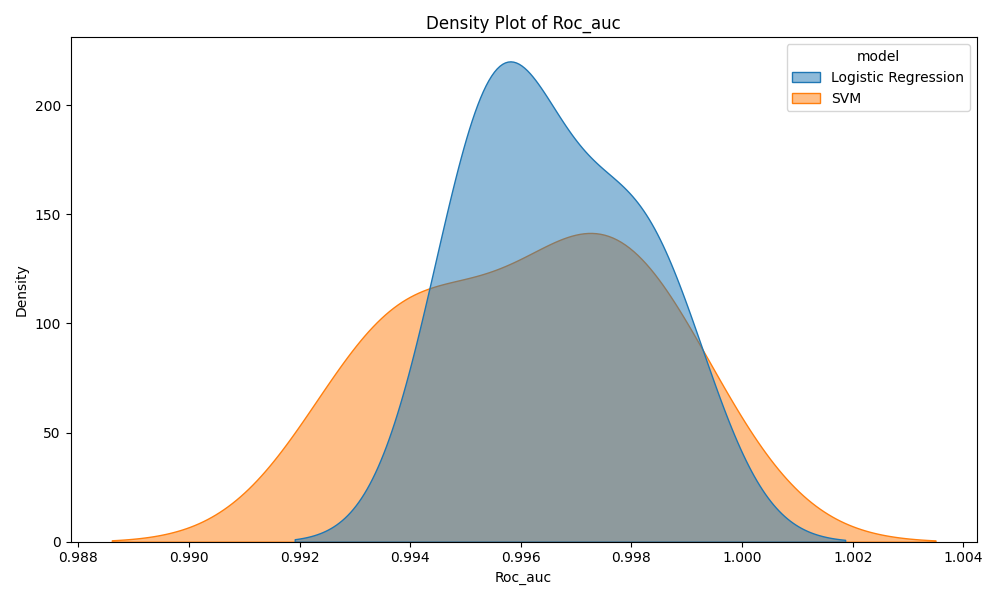 Density Plot of Roc_auc
model
Logistic Regression
SVM
Density
200
150
100
50
0
0.988 0.990 0.992 0.994 0.996 0.998 1.000 1.002 1.004
Roc_auc